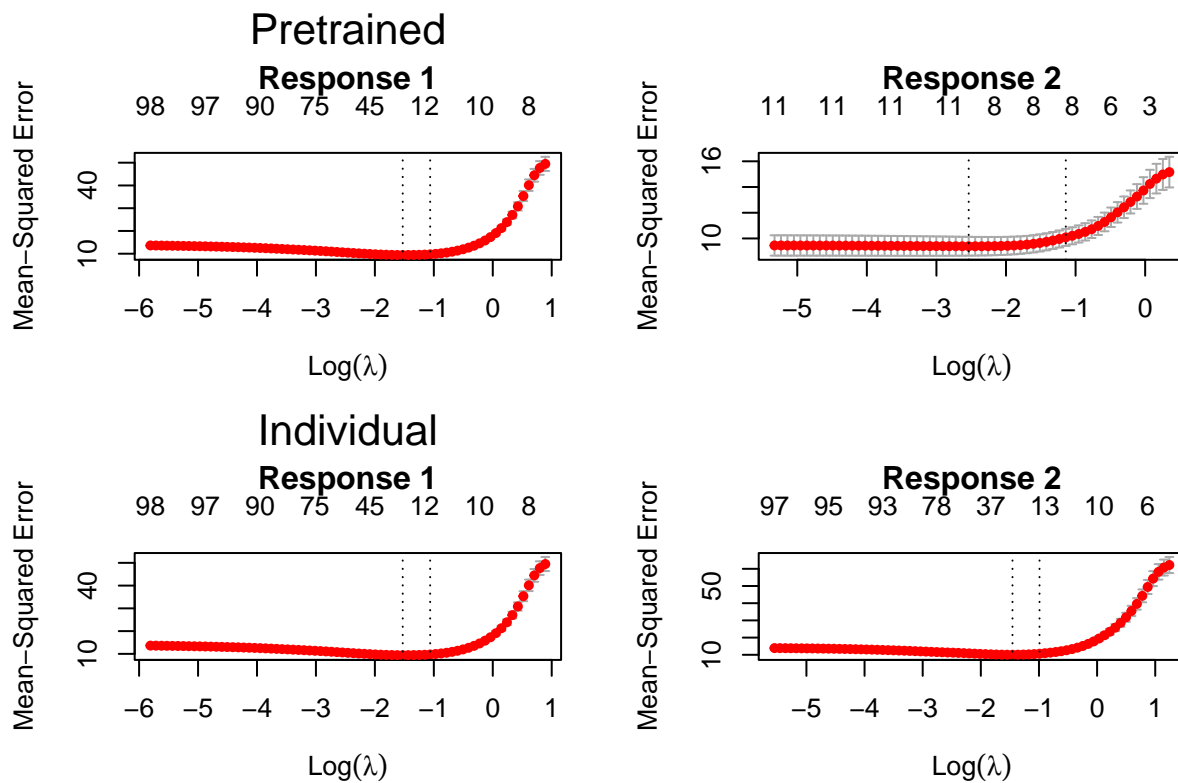 Pretrained
Response 1
98 97 90 75 45 12 10 8
Mean−Squared Error
40
10
−6 −5 −4 −3 −2 −1 0 1
Log(λ)
Response 2
11 11 11 11 8 8 8 6 3
Mean−Squared Error
16
10
−5 −4 −3 −2 −1 0
Log(λ)
Individual
Response 1
98 97 90 75 45 12 10 8
Mean−Squared Error
40
10
−6 −5 −4 −3 −2 −1 0 1
Log(λ)
Response 2
97 95 93 78 37 13 10 6
Mean−Squared Error
50
10
−5 −4 −3 −2 −1 0 1
Log(λ)